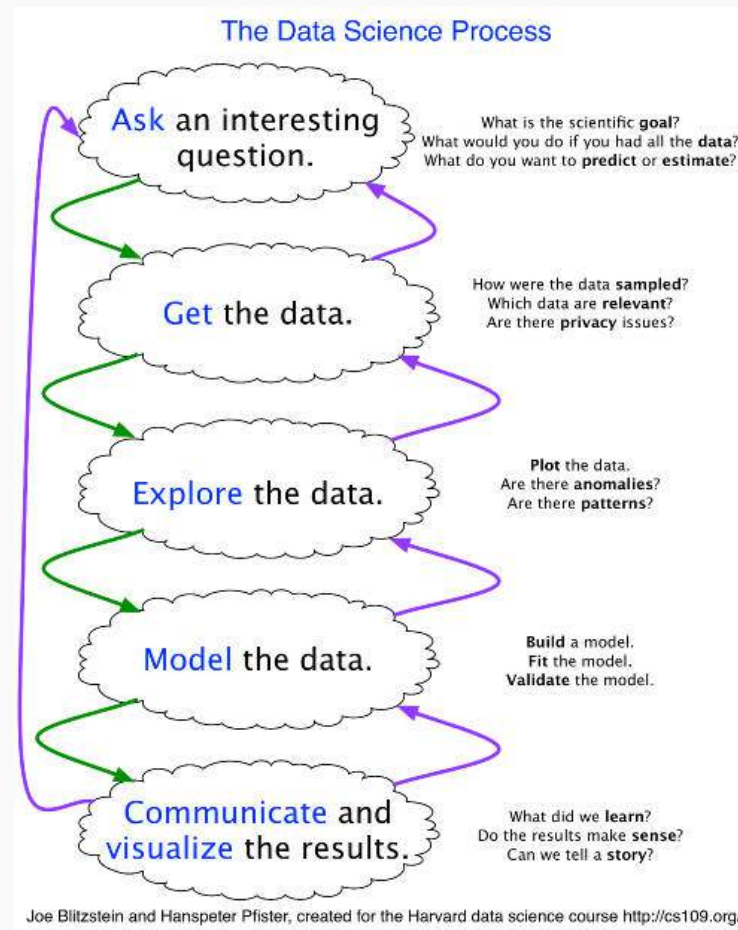 The Data Science Process
Ask an interesting
question.
What is the scientific goal?
What would you do if you had all the data?
What do you want to predict or estimate?
Get the data.
How were the data sampled?
Which data are relevant?
Are there privacy issues?
Explore the data.
Plot the data.
Are there anomalies?
Are there patterns?
Model the data.
Build a model.
Fit the model.
Validate the model.
Communicate and
visualize the results.
What did we learn?
Do the results make sense?
Can we tell a story?
Joe Blitzstein and Hanspeter Pfister, created for the Harvard data science course http://cs109.org/